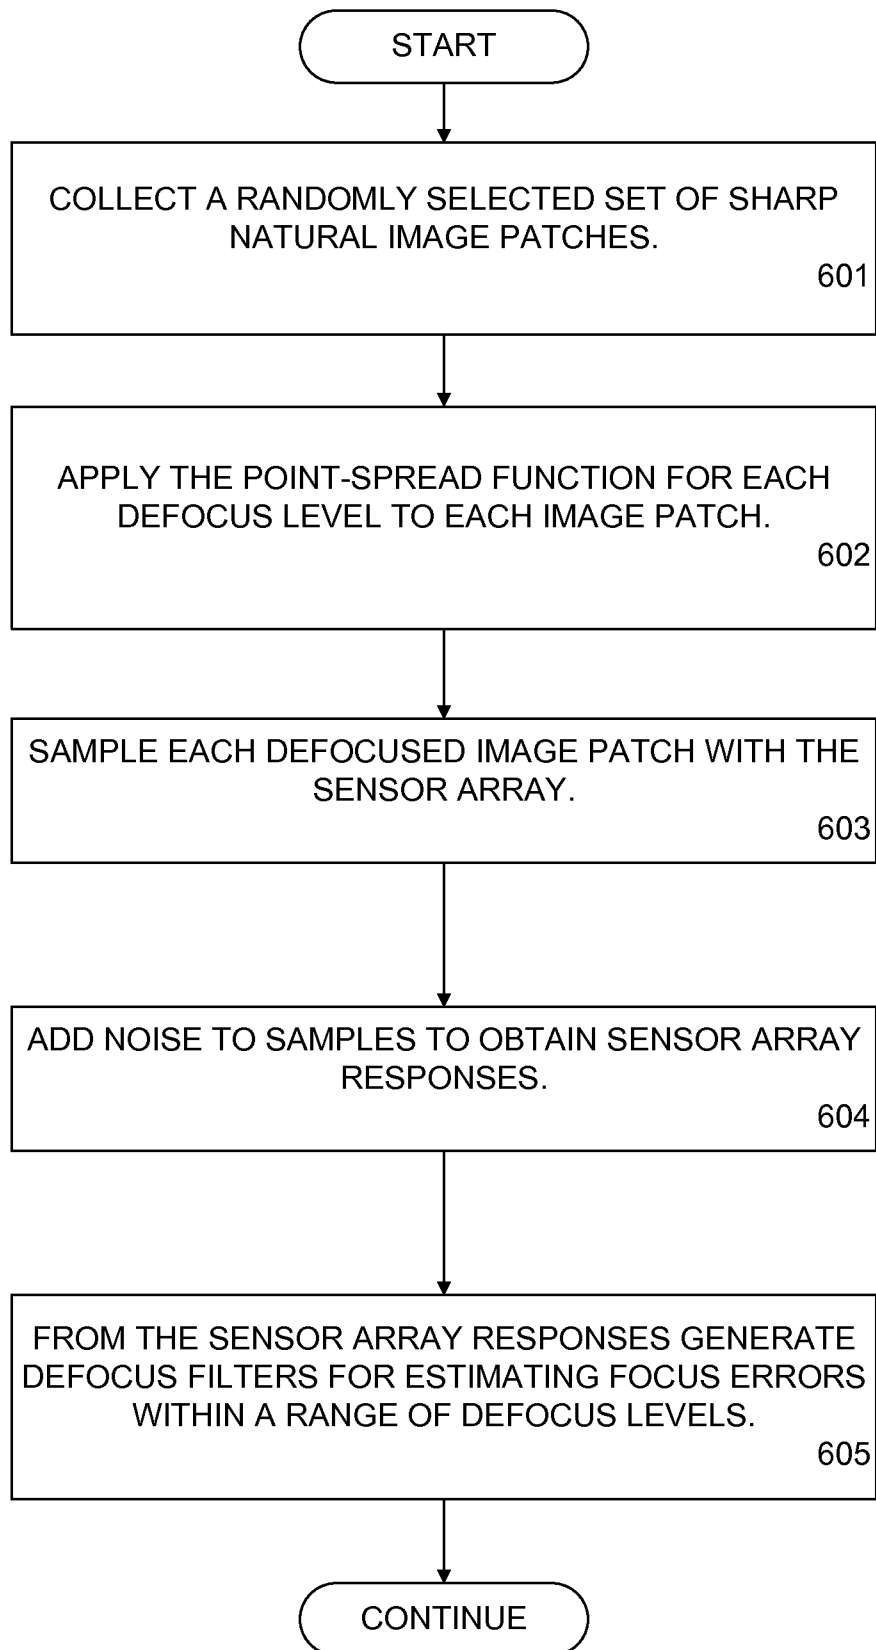 START
COLLECT A RANDOMLY SELECTED SET OF SHARP
NATURAL IMAGE PATCHES.
601
APPLY THE POINT-SPREAD FUNCTION FOR EACH
DEFOCUS LEVEL TO EACH IMAGE PATCH.
602
SAMPLE EACH DEFOCUSED IMAGE PATCH WITH THE
SENSOR ARRAY.
603
ADD NOISE TO SAMPLES TO OBTAIN SENSOR ARRAY
RESPONSES.
604
FROM THE SENSOR ARRAY RESPONSES GENERATE
DEFOCUS FILTERS FOR ESTIMATING FOCUS ERRORS
WITHIN A RANGE OF DEFOCUS LEVELS.
605
CONTINUE